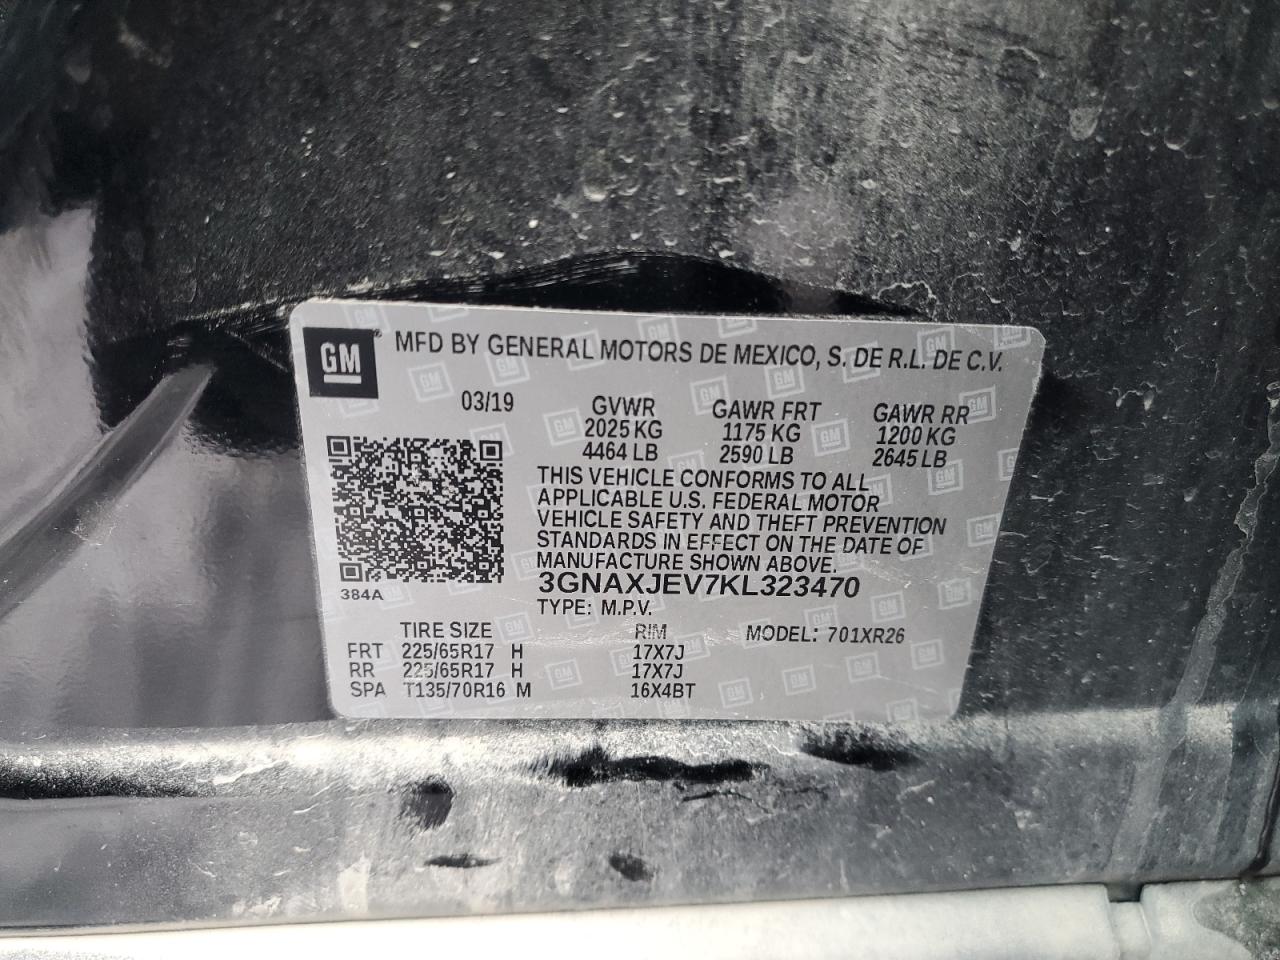 GM
MFD BY GENERAL MOTORS DE MEXICO, S. DE R.L. DE C.V.
03/19 GVWR GAWR FRT GAWR RR
2025 KG 1175 KG 1200 KG
4464 LB 2590 LB 2645 LB
THIS VEHICLE CONFORMS TO ALL
APPLICABLE U.S. FEDERAL MOTOR
VEHICLE SAFETY AND THEFT PREVENTION
STANDARDS IN EFFECT ON THE DATE OF
MANUFACTURE SHOWN ABOVE.
3GNAXJEV7KL323470
384A
TYPE: M.P.V.
TIRE SIZE RIM MODEL: 701XR26
FRT 225/65R17 H 17X7J
RR 225/65R17 H 17X7J
SPA T135/70R16 M 16X4BT